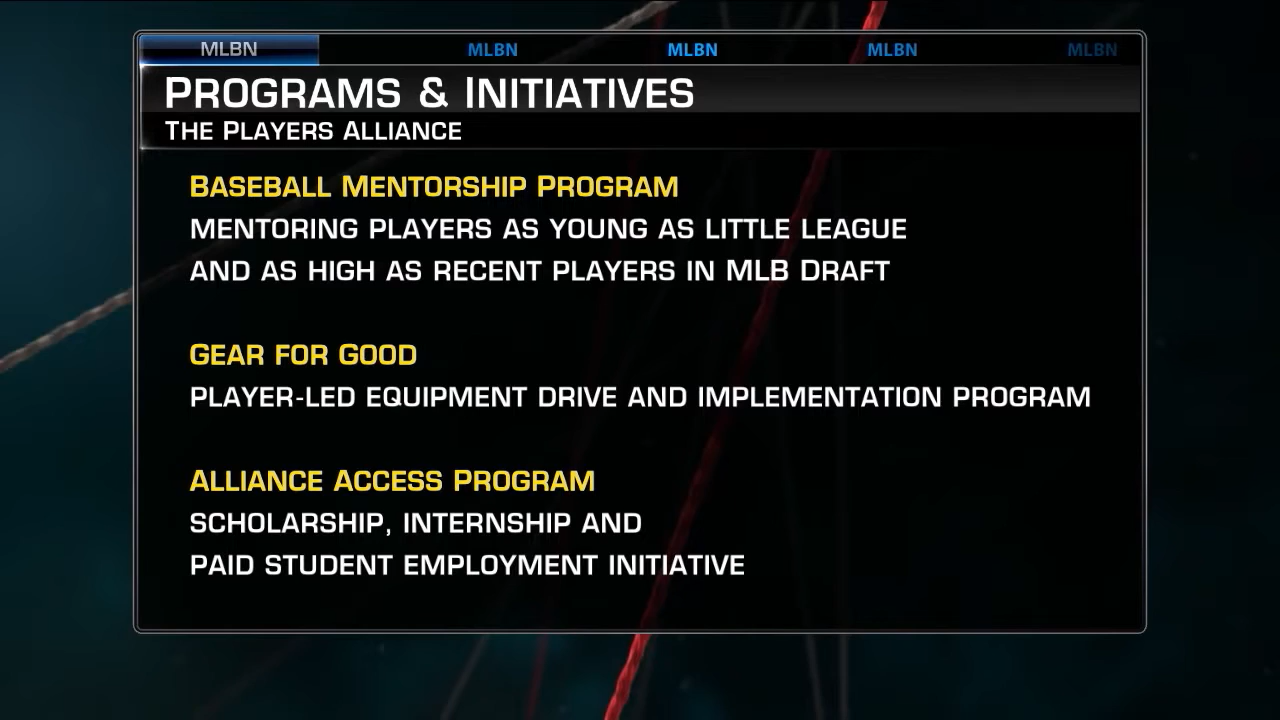 MLBN MLBN MLBN MLBN MLBN
PROGRAMS & INITIATIVES
THE PLAYERS ALLIANCE
BASEBALL MENTORSHIP PROGRAM
MENTORING PLAYERS AS YOUNG AS LITTLE LEAGUE
AND AS HIGH AS RECENT PLAYERS IN MLB DRAFT
GEAR FOR GOOD
PLAYER-LED EQUIPMENT DRIVE AND IMPLEMENTATION PROGRAM
ALLIANCE ACCESS PROGRAM
SCHOLARSHIP, INTERNSHIP AND
PAID STUDENT EMPLOYMENT INITIATIVE